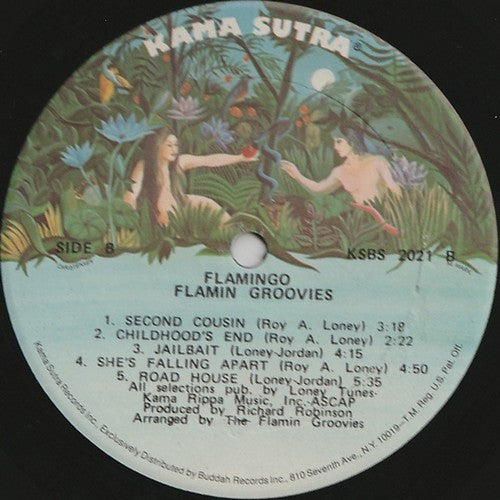 KAMA SUTRA®
SIDE B
KSBS 2021 B
FLAMINGO
FLAMIN GROOVIES
1. SECOND COUSIN (Roy A. Loney) 3:18
2. CHILDHOOD'S END (Roy A. Loney) 2:22
3. JAILBAIT (Loney-Jordan) 4:15
4. SHE'S FALLING APART (Roy A. Loney) 4:50
5. ROAD HOUSE (Loney-Jordan) 5:35
All selections pub. by Loney Tunes-
Kama Rippa Music, Inc.-ASCAP
Produced by Richard Robinson
Arranged by The Flamin Groovies
Kama Sutra Records Inc. Exclusively Distributed by Buddah Records Inc., 810 Seventh Ave., N.Y. 10019—T.M. Reg. U.S. Pat. Off.